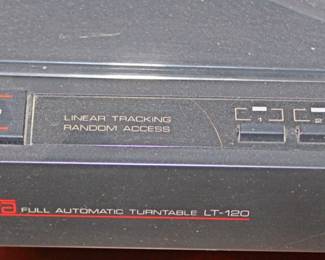 LINEAR TRACKING
RANDOM ACCESS
1
2
FULL AUTOMATIC TURNTABLE LT-120